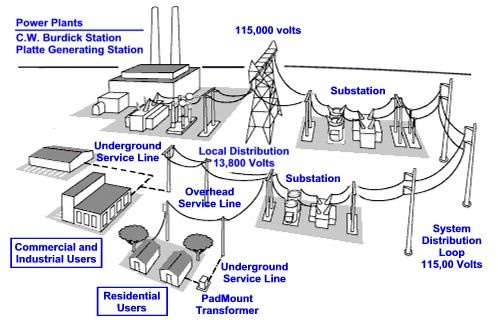 Power Plants
C.W. Burdick Station
Platte Generating Station
115,000 volts
Substation
Underground
Service Line
Local Distribution
13,800 Volts
Substation
Overhead
Service Line
Commercial and
Industrial Users
System
Distribution
Loop
115,00 Volts
Underground
Service Line
Residential
Users
PadMount
Transformer